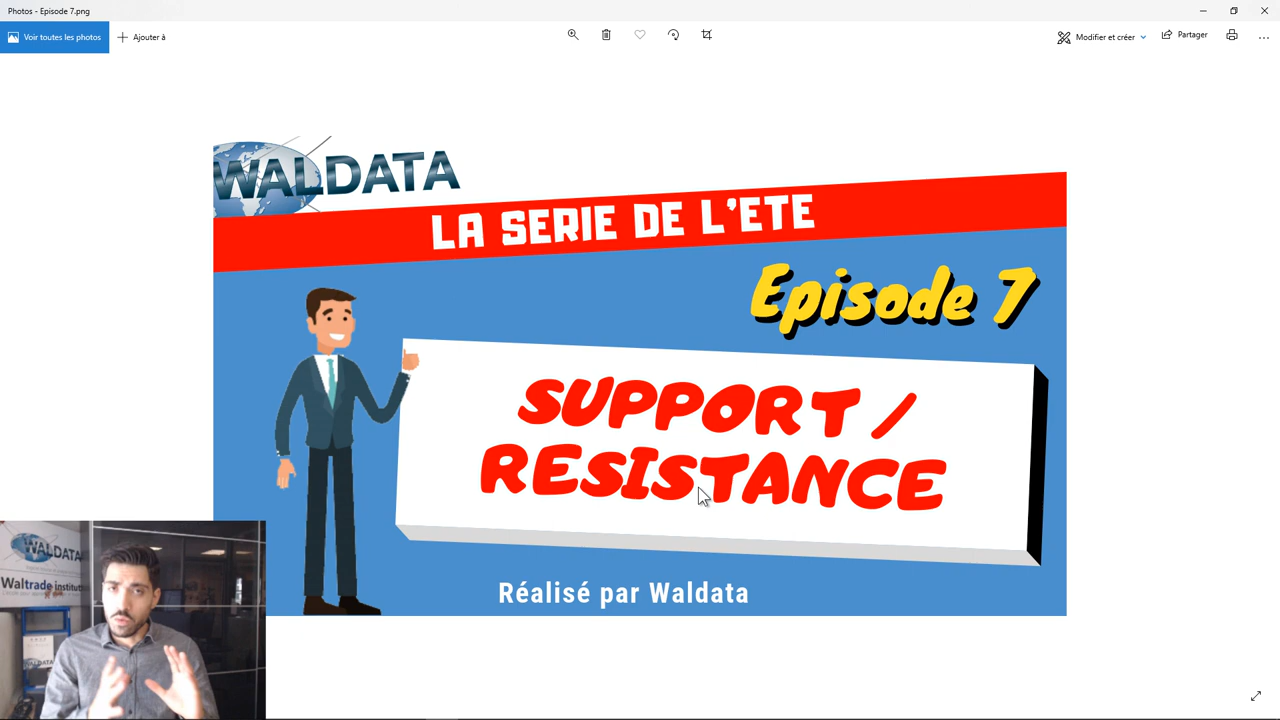 Photos - Episode 7.png
Voir toutes les photos
Ajouter à
Modifier et créer
Partager
WALDATA
LA SERIE DE L'ETE
Episode 7
SUPPORT /
RESISTANCE
Réalisé par Waldata
WALDATA
Waltrade institut
WALDATA